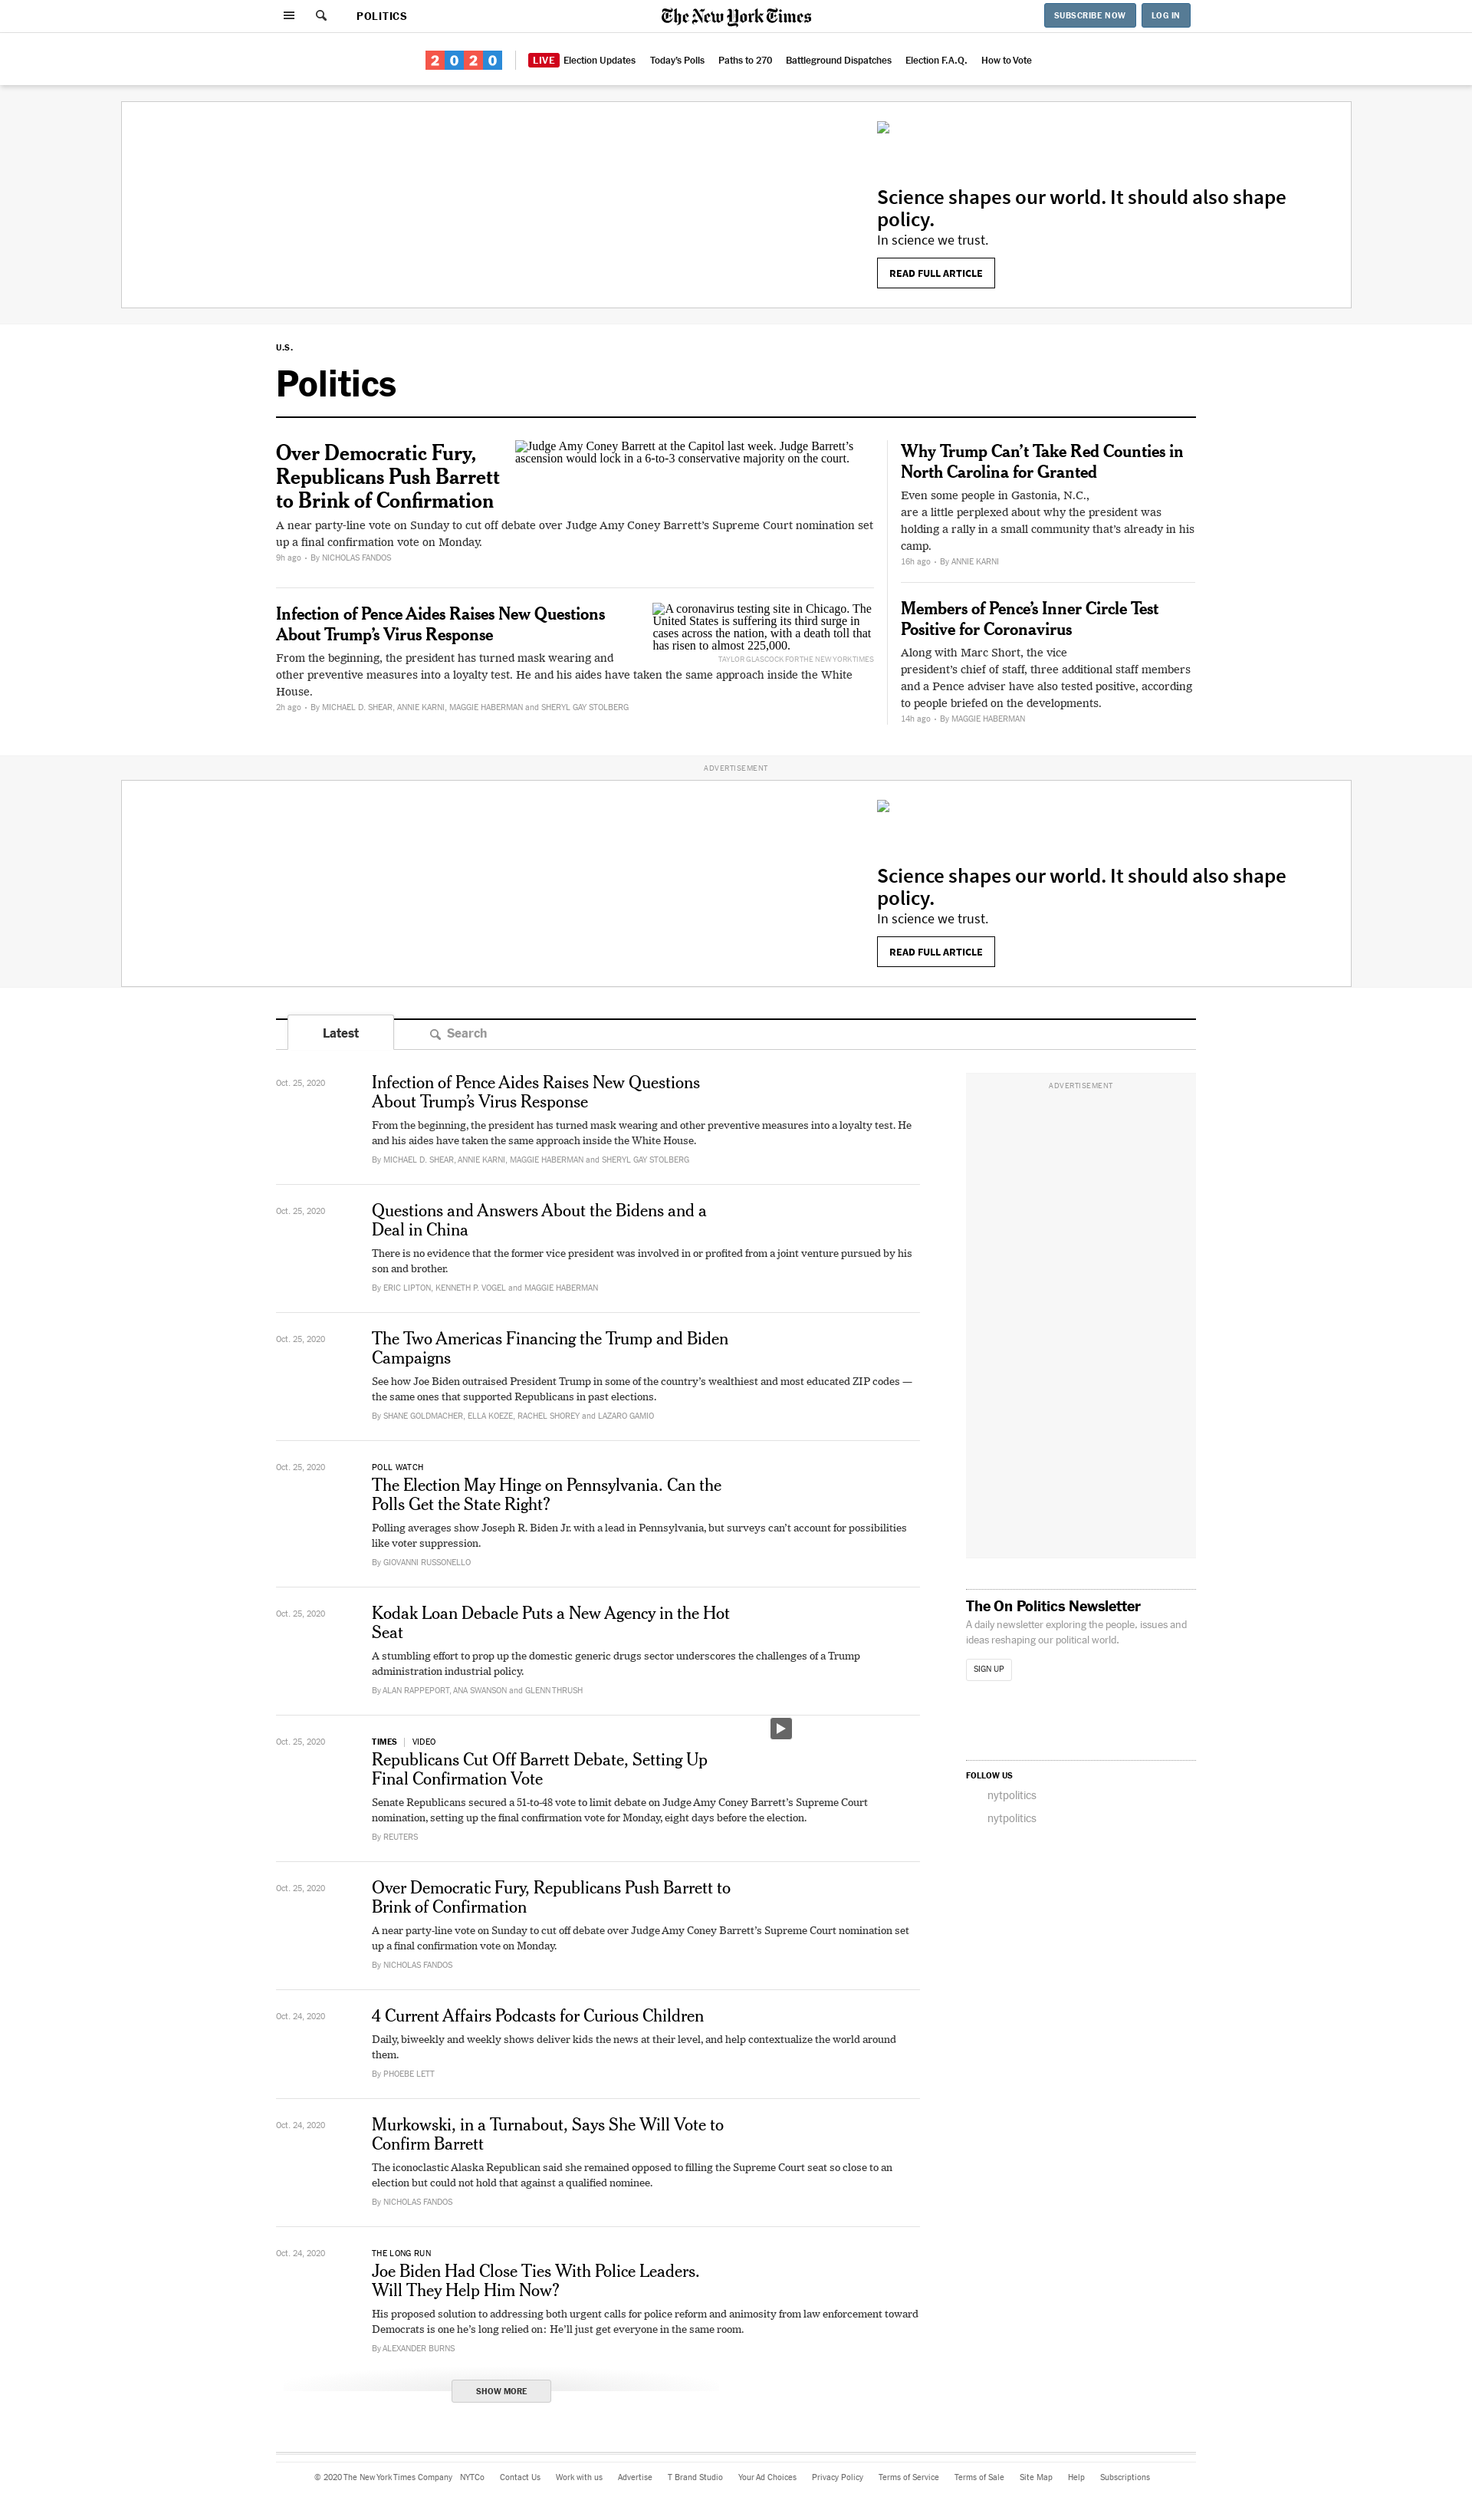 POLITICS
The New York Times
SUBSCRIBE NOW
LOG IN
2020
LIVE Election Updates
Today's Polls
Paths to 270
Battleground Dispatches
Election F.A.Q.
How to Vote
Science shapes our world. It should also shape
policy.
In science we trust.
READ FULL ARTICLE
U.S.
Politics
Over Democratic Fury,
Republicans Push Barrett
to Brink of Confirmation
Judge Amy Coney Barrett at the Capitol last week. Judge Barrett’s
ascension would lock in a 6-to-3 conservative majority on the court.
A near party-line vote on Sunday to cut off debate over Judge Amy Coney Barrett’s Supreme Court nomination set
up a final confirmation vote on Monday.
9h ago • By NICHOLAS FANDOS
Infection of Pence Aides Raises New Questions
About Trump’s Virus Response
A coronavirus testing site in Chicago. The
United States is suffering its third surge in
cases across the nation, with a death toll that
has risen to almost 225,000.
TAYLOR GLASCOCK FOR THE NEW YORK TIMES
From the beginning, the president has turned mask wearing and
other preventive measures into a loyalty test. He and his aides have taken the same approach inside the White
House.
2h ago • By MICHAEL D. SHEAR, ANNIE KARNI, MAGGIE HABERMAN and SHERYL GAY STOLBERG
Why Trump Can’t Take Red Counties in
North Carolina for Granted
Even some people in Gastonia, N.C.,
are a little perplexed about why the president was
holding a rally in a small community that’s already in his
camp.
16h ago • By ANNIE KARNI
Members of Pence’s Inner Circle Test
Positive for Coronavirus
Along with Marc Short, the vice
president’s chief of staff, three additional staff members
and a Pence adviser have also tested positive, according
to people briefed on the developments.
14h ago • By MAGGIE HABERMAN
ADVERTISEMENT
Science shapes our world. It should also shape
policy.
In science we trust.
READ FULL ARTICLE
Latest
Search
Oct. 25, 2020
Infection of Pence Aides Raises New Questions
About Trump’s Virus Response
From the beginning, the president has turned mask wearing and other preventive measures into a loyalty test. He
and his aides have taken the same approach inside the White House.
By MICHAEL D. SHEAR, ANNIE KARNI, MAGGIE HABERMAN and SHERYL GAY STOLBERG
Oct. 25, 2020
Questions and Answers About the Bidens and a
Deal in China
There is no evidence that the former vice president was involved in or profited from a joint venture pursued by his
son and brother.
By ERIC LIPTON, KENNETH P. VOGEL and MAGGIE HABERMAN
Oct. 25, 2020
The Two Americas Financing the Trump and Biden
Campaigns
See how Joe Biden outraised President Trump in some of the country’s wealthiest and most educated ZIP codes —
the same ones that supported Republicans in past elections.
By SHANE GOLDMACHER, ELLA KOEZE, RACHEL SHOREY and LAZARO GAMIO
Oct. 25, 2020
POLL WATCH
The Election May Hinge on Pennsylvania. Can the
Polls Get the State Right?
Polling averages show Joseph R. Biden Jr. with a lead in Pennsylvania, but surveys can’t account for possibilities
like voter suppression.
By GIOVANNI RUSSONELLO
Oct. 25, 2020
Kodak Loan Debacle Puts a New Agency in the Hot
Seat
A stumbling effort to prop up the domestic generic drugs sector underscores the challenges of a Trump
administration industrial policy.
By ALAN RAPPEPORT, ANA SWANSON and GLENN THRUSH
Oct. 25, 2020
TIMES | VIDEO
Republicans Cut Off Barrett Debate, Setting Up
Final Confirmation Vote
Senate Republicans secured a 51-to-48 vote to limit debate on Judge Amy Coney Barrett’s Supreme Court
nomination, setting up the final confirmation vote for Monday, eight days before the election.
By REUTERS
Oct. 25, 2020
Over Democratic Fury, Republicans Push Barrett to
Brink of Confirmation
A near party-line vote on Sunday to cut off debate over Judge Amy Coney Barrett’s Supreme Court nomination set
up a final confirmation vote on Monday.
By NICHOLAS FANDOS
Oct. 24, 2020
4 Current Affairs Podcasts for Curious Children
Daily, biweekly and weekly shows deliver kids the news at their level, and help contextualize the world around
them.
By PHOEBE LETT
Oct. 24, 2020
Murkowski, in a Turnabout, Says She Will Vote to
Confirm Barrett
The iconoclastic Alaska Republican said she remained opposed to filling the Supreme Court seat so close to an
election but could not hold that against a qualified nominee.
By NICHOLAS FANDOS
Oct. 24, 2020
THE LONG RUN
Joe Biden Had Close Ties With Police Leaders.
Will They Help Him Now?
His proposed solution to addressing both urgent calls for police reform and animosity from law enforcement toward
Democrats is one he’s long relied on: He’ll just get everyone in the same room.
By ALEXANDER BURNS
SHOW MORE
ADVERTISEMENT
The On Politics Newsletter
A daily newsletter exploring the people, issues and
ideas reshaping our political world.
SIGN UP
FOLLOW US
nytpolitics
nytpolitics
© 2020 The New York Times Company
NYTCo
Contact Us
Work with us
Advertise
T Brand Studio
Your Ad Choices
Privacy Policy
Terms of Service
Terms of Sale
Site Map
Help
Subscriptions